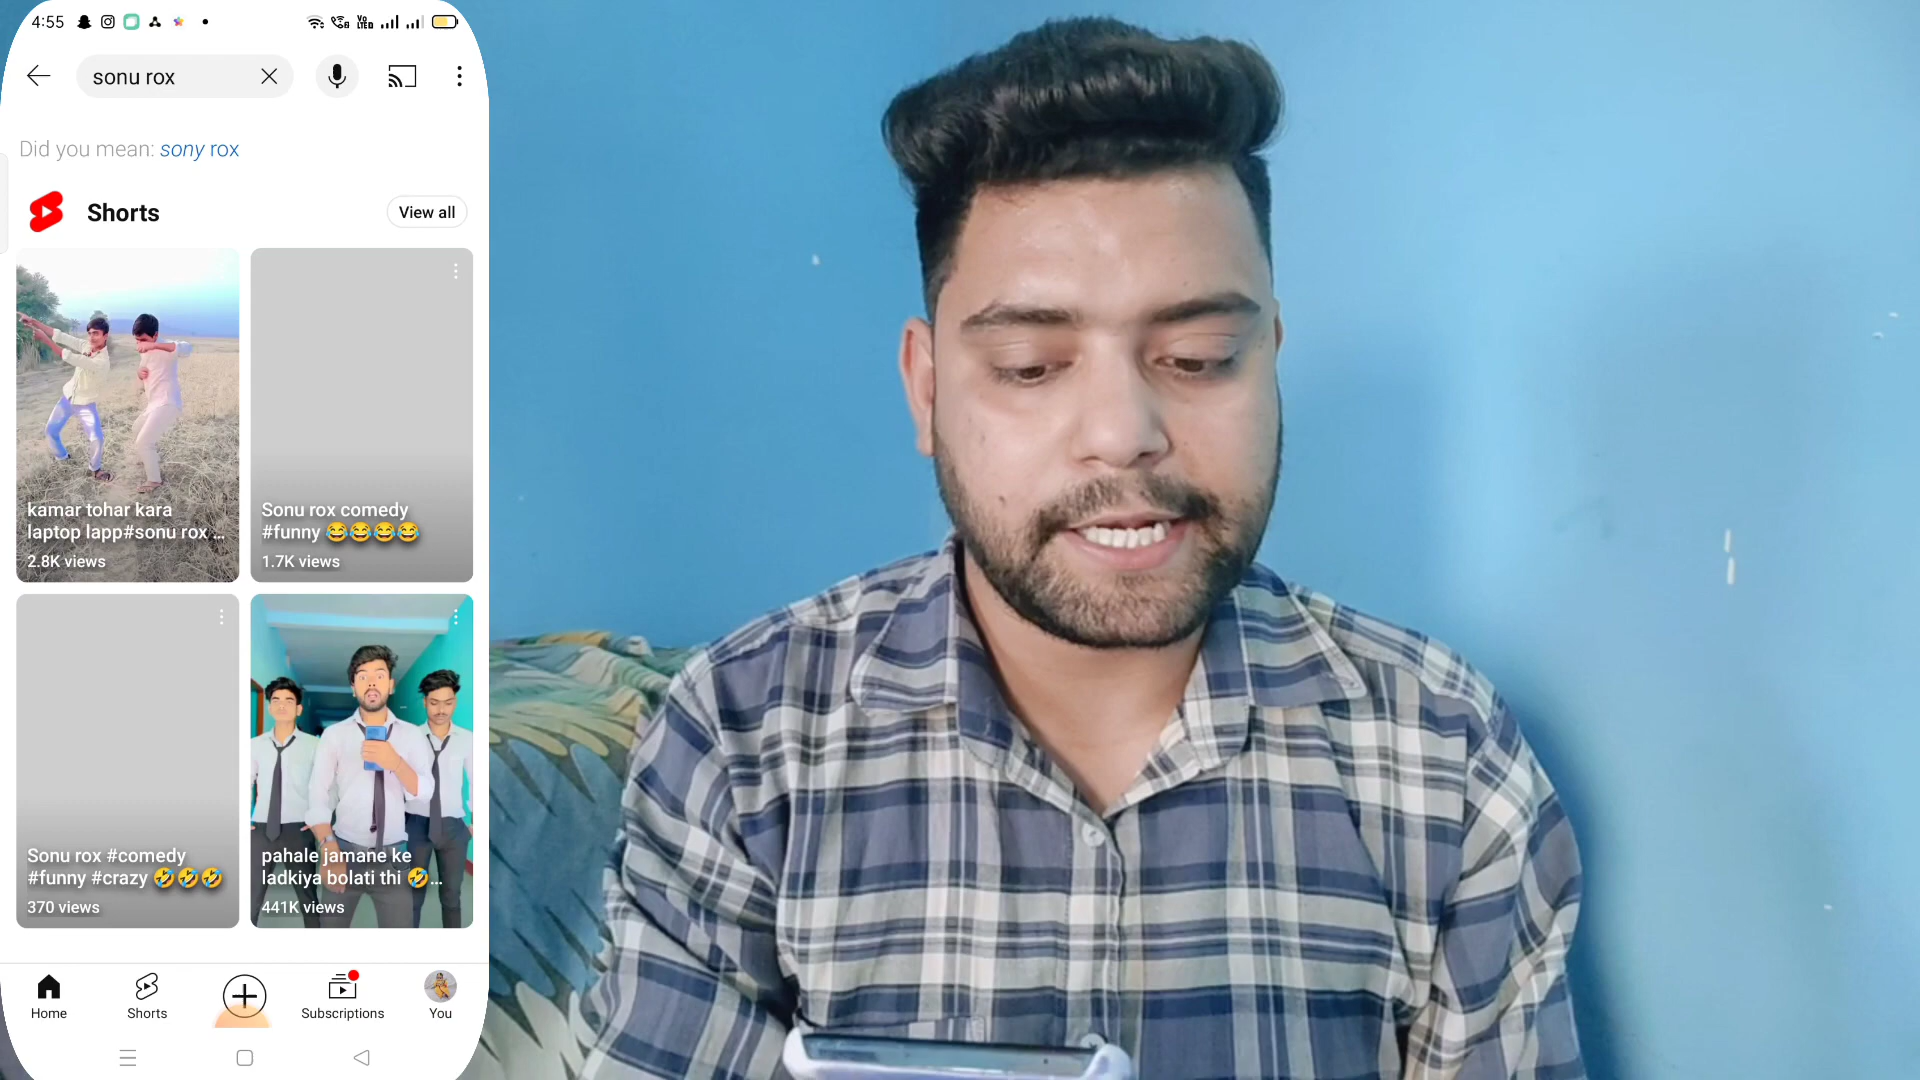 4:55
sonu rox
Did you mean: sony rox
Shorts
View all
kamar tohar kara
laptop lapp#sonu rox ...
2.8K views
Sonu rox comedy
#funny 😂😂😂😂
1.7K views
Sonu rox #comedy
#funny #crazy 🤣🤣🤣
370 views
pahale jamane ke
ladkiya bolati thi 🤣...
441K views
Home
Shorts
Subscriptions
You